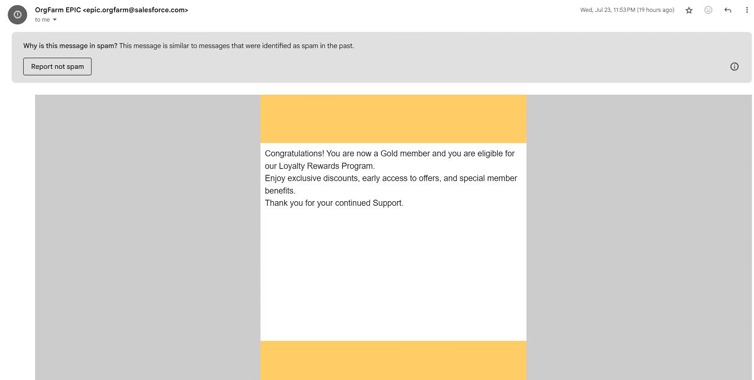 OrgFarm EPIC <epic.orgfarm@salesforce.com>
Wed, Jul 23, 11:53 PM (19 hours ago)
to me
Why is this message in spam? This message is similar to messages that were identified as spam in the past.
Report not spam
Congratulations! You are now a Gold member and you are eligible for
our Loyalty Rewards Program.
Enjoy exclusive discounts, early access to offers, and special member
benefits.
Thank you for your continued Support.